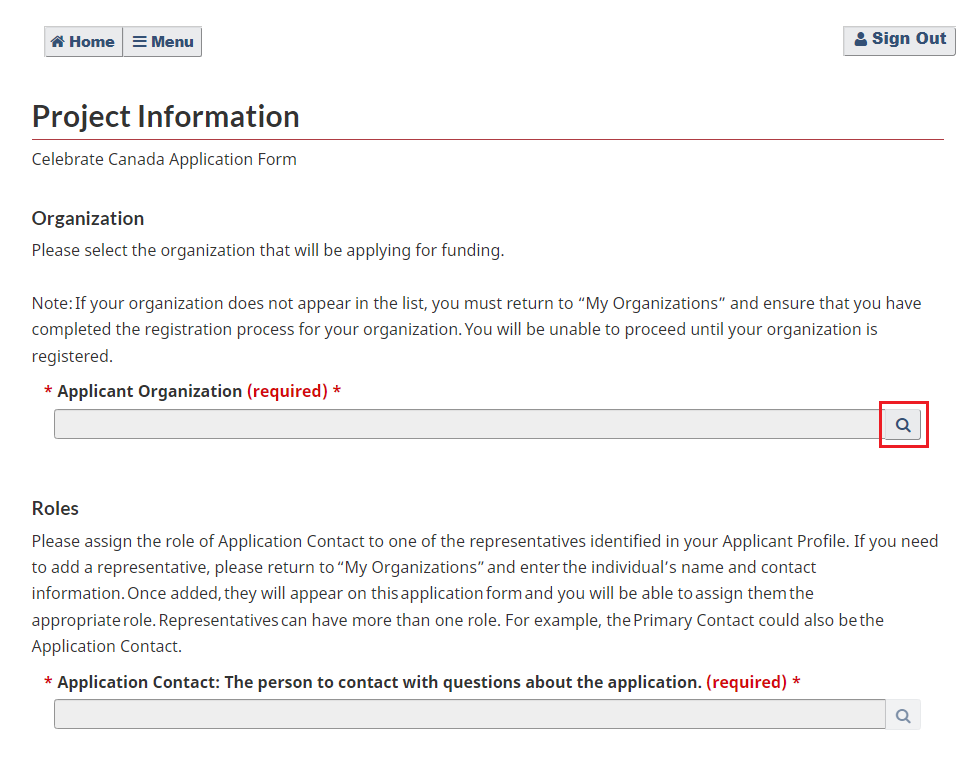 Home Menu Sign Out
Project Information
Celebrate Canada Application Form
Organization
Please select the organization that will be applying for funding.
Note: If your organization does not appear in the list, you must return to “My Organizations” and ensure that you have
completed the registration process for your organization. You will be unable to proceed until your organization is
registered.
* Applicant Organization (required) *
Roles
Please assign the role of Application Contact to one of the representatives identified in your Applicant Profile. If you need
to add a representative, please return to “My Organizations” and enter the individual’s name and contact
information. Once added, they will appear on this application form and you will be able to assign them the
appropriate role. Representatives can have more than one role. For example, the Primary Contact could also be the
Application Contact.
* Application Contact: The person to contact with questions about the application. (required) *